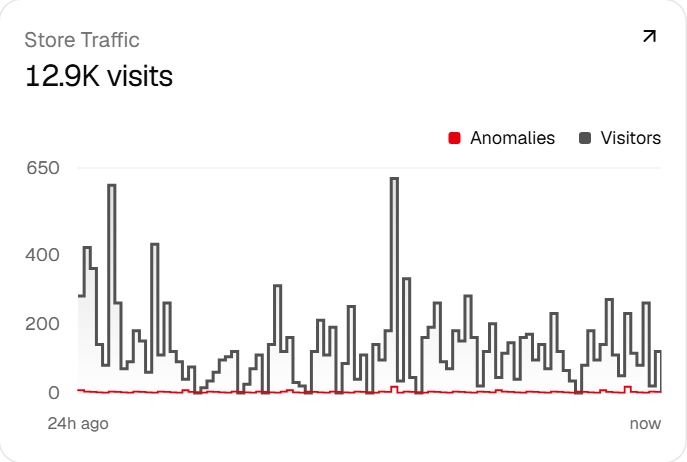 Store Traffic
12.9K visits
Anomalies Visitors
650
400
200
0
24h ago now